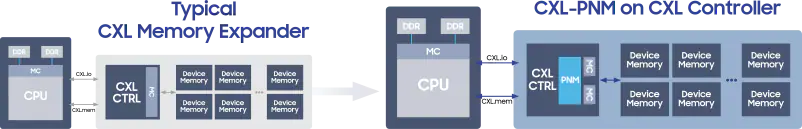 Typical
CXL Memory Expander
DDR DDR
MC
CPU
CXL.io
CXL.mem
CXL
CTRL
MC
Device
Memory
Device
Memory
Device
Memory
Device
Memory
Device
Memory
Device
Memory
CXL-PNM on CXL Controller
DDR DDR
MC
CPU
CXL.io
CXL.mem
CXL
CTRL
PNM
MC
MC
Device
Memory
Device
Memory
Device
Memory
Device
Memory
Device
Memory
Device
Memory